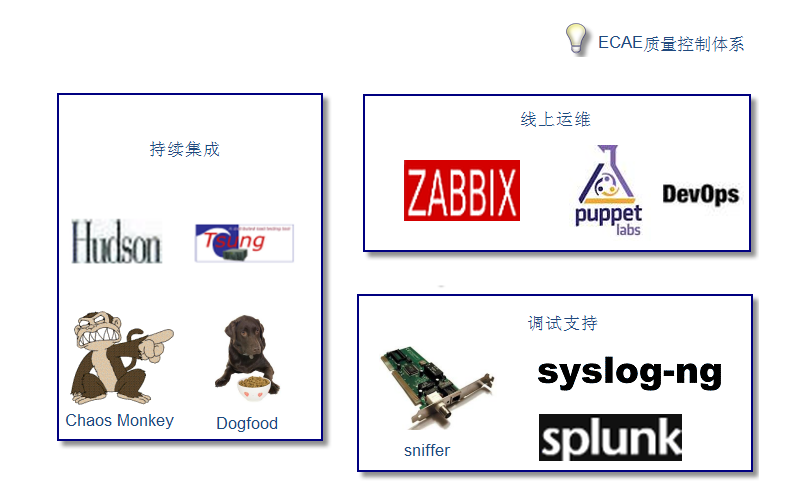 ECAE质量控制体系
持续集成
Hudson
Tsung
Chaos Monkey
Dogfood
线上运维
ZABBIX
puppet
labs
DevOps
调试支持
sniffer
syslog-ng
splunk